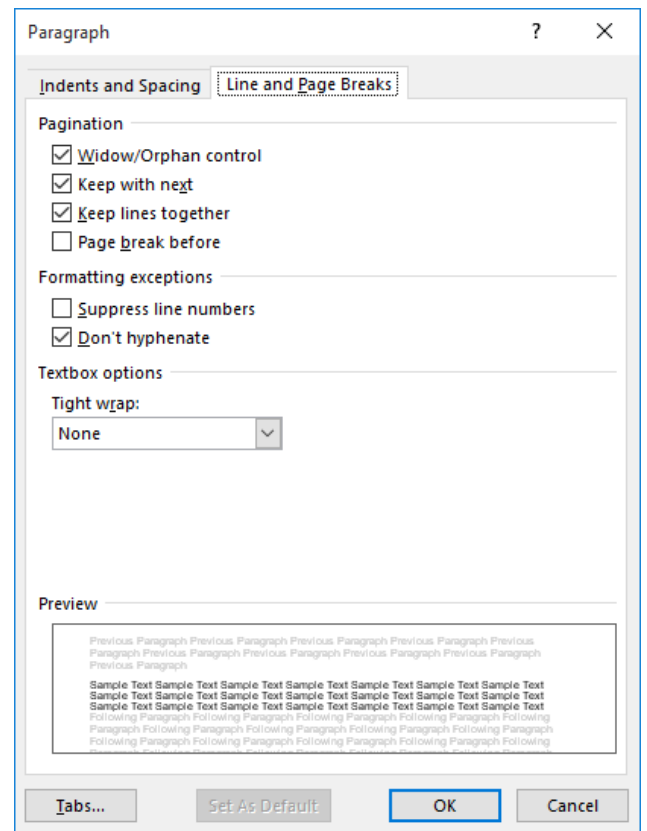 Paragraph ? ×
Indents and Spacing Line and Page Breaks
Pagination
Widow/Orphan control
Keep with next
Keep lines together
Page break before
Formatting exceptions
Suppress line numbers
Don't hyphenate
Textbox options
Tight wrap:
None
Preview
Previous Paragraph Previous Paragraph Previous Paragraph Previous Paragraph Previous
Paragraph Previous Paragraph Previous Paragraph Previous Paragraph Previous Paragraph
Previous Paragraph
Sample Text Sample Text Sample Text Sample Text Sample Text Sample Text Sample Text
Sample Text Sample Text Sample Text Sample Text Sample Text Sample Text Sample Text
Sample Text Sample Text Sample Text Sample Text Sample Text Sample Text Sample Text
Following Paragraph Following Paragraph Following Paragraph Following Paragraph Following
Paragraph Following Paragraph Following Paragraph Following Paragraph Following Paragraph
Following Paragraph Following Paragraph Following Paragraph Following Paragraph Following
Tabs... Set As Default OK Cancel